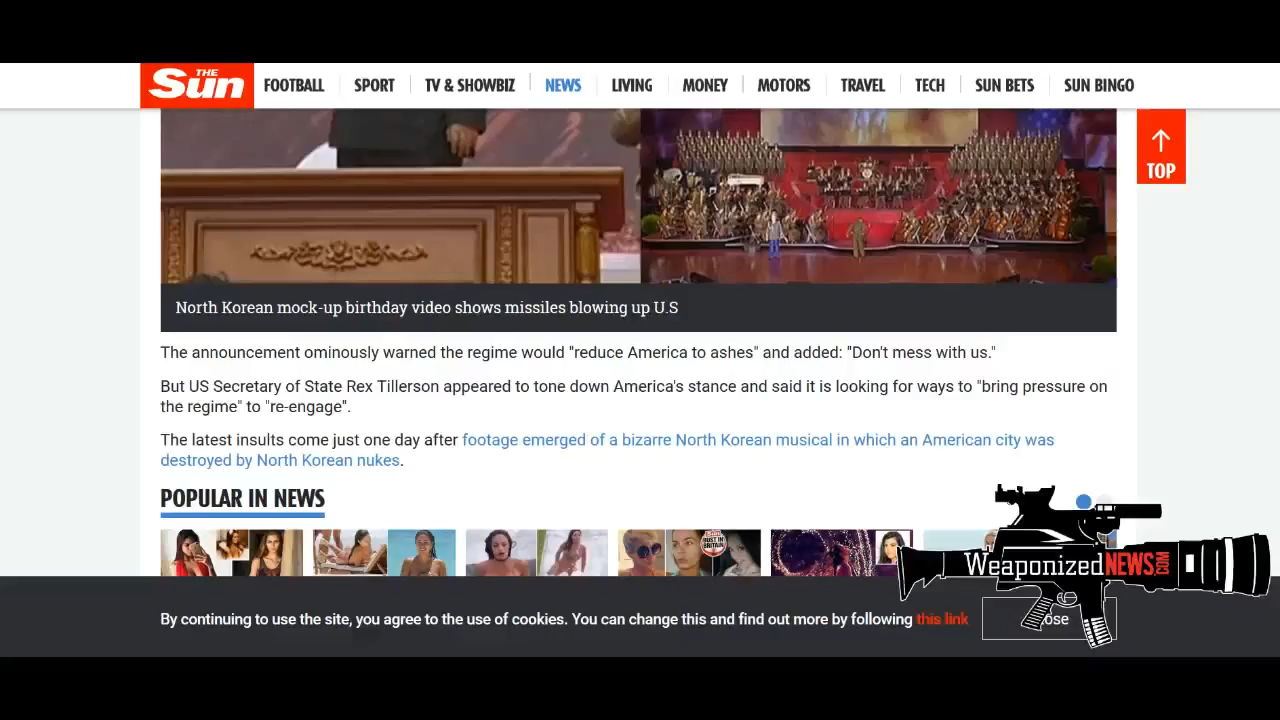 THE Sun
FOOTBALL SPORT TV & SHOWBIZ NEWS LIVING MONEY MOTORS TRAVEL TECH SUN BETS SUN BINGO
TOP
North Korean mock-up birthday video shows missiles blowing up U.S
The announcement ominously warned the regime would "reduce America to ashes" and added: "Don't mess with us."
But US Secretary of State Rex Tillerson appeared to tone down America's stance and said it is looking for ways to "bring pressure on
the regime" to "re-engage".
The latest insults come just one day after footage emerged of a bizarre North Korean musical in which an American city was
destroyed by North Korean nukes.
POPULAR IN NEWS
BUST IN BRITAIN
WeaponizedNEWS.COM
By continuing to use the site, you agree to the use of cookies. You can change this and find out more by following this link
ose